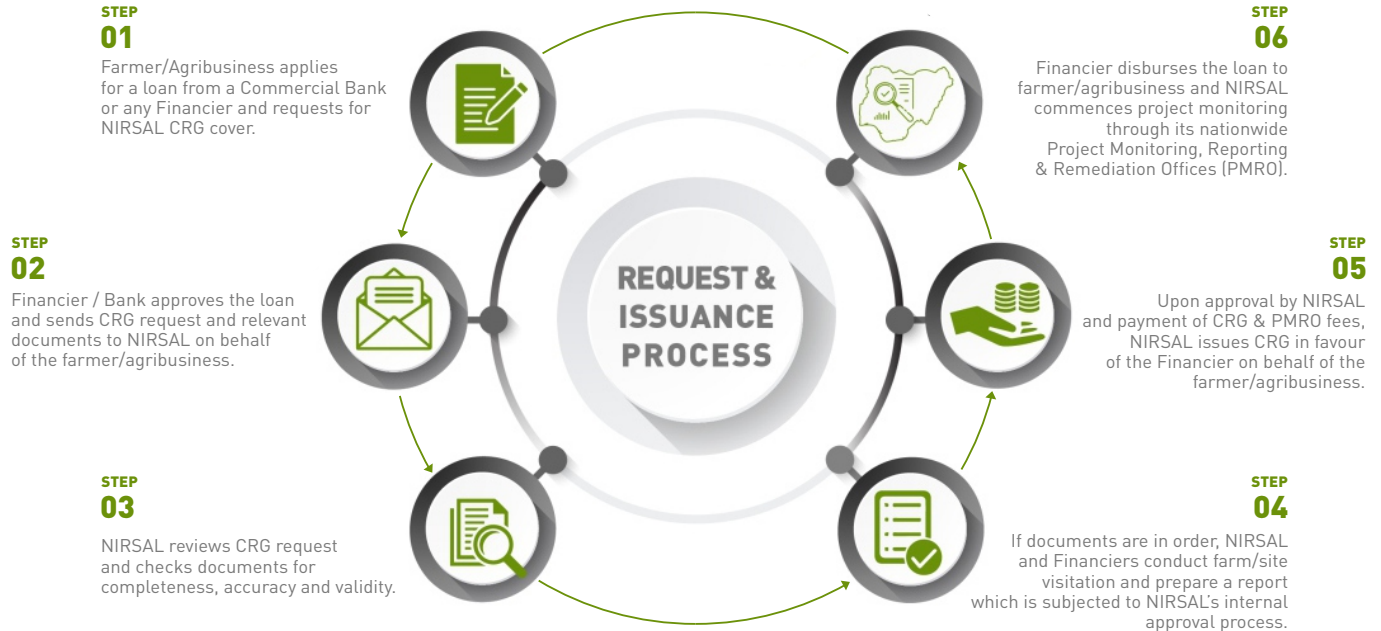 STEP
01
Farmer/Agribusiness applies
for a loan from a Commercial Bank
or any Financier and requests for
NIRSAL CRG cover.
STEP
02
Financier / Bank approves the loan
and sends CRG request and relevant
documents to NIRSAL on behalf
of the farmer/agribusiness.
STEP
03
NIRSAL reviews CRG request
and checks documents for
completeness, accuracy and validity.
REQUEST &
ISSUANCE
PROCESS
STEP
04
If documents are in order, NIRSAL
and Financiers conduct farm/site
visitation and prepare a report
which is subjected to NIRSAL's internal
approval process.
STEP
05
Upon approval by NIRSAL
and payment of CRG & PMRO fees,
NIRSAL issues CRG in favour
of the Financier on behalf of the
farmer/agribusiness.
STEP
06
Financier disburses the loan to
farmer/agribusiness and NIRSAL
commences project monitoring
through its nationwide
Project Monitoring, Reporting
& Remediation Offices (PMRO).